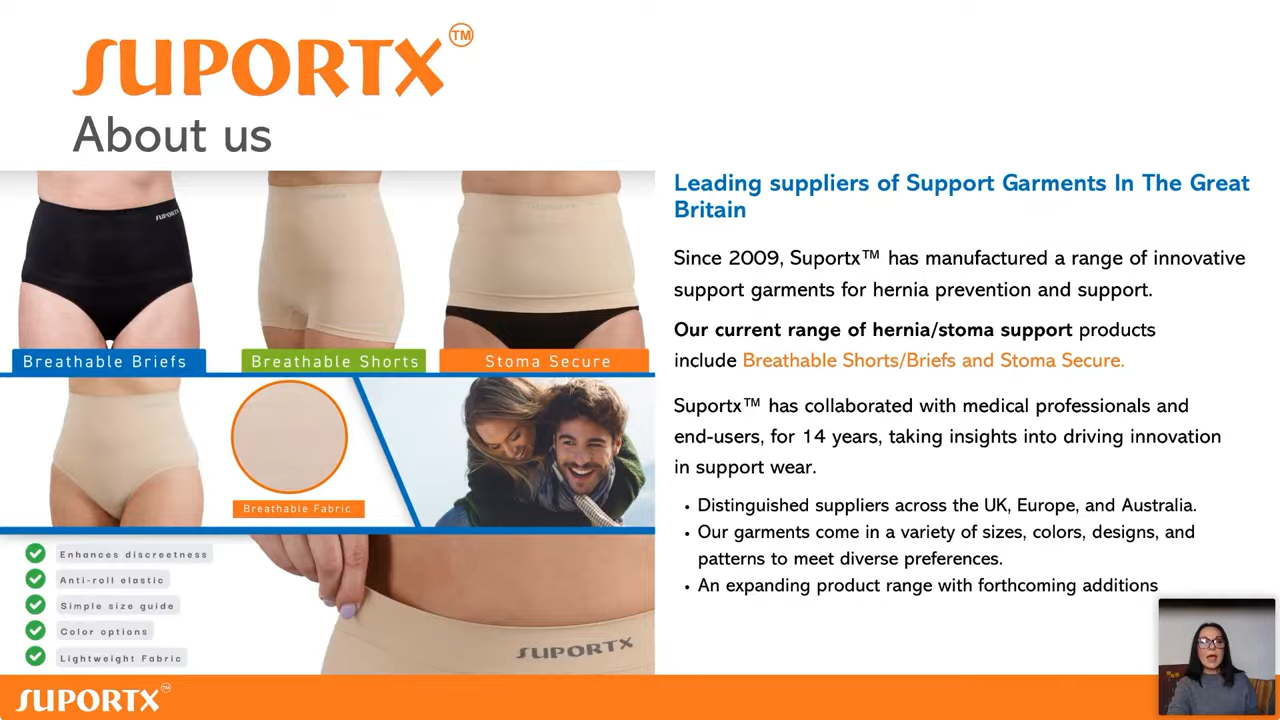 SUPORTX™
About us
SUPORTX
Breathable Briefs
Breathable Shorts
Stoma Secure
Breathable Fabric
Enhances discreetness
Anti-roll elastic
Simple size guide
Color options
Lightweight Fabric
SUPORTX
Leading suppliers of Support Garments In The Great
Britain
Since 2009, Suportx™ has manufactured a range of innovative
support garments for hernia prevention and support.
Our current range of hernia/stoma support products
include Breathable Shorts/Briefs and Stoma Secure.
Suportx™ has collaborated with medical professionals and
end-users, for 14 years, taking insights into driving innovation
in support wear.
• Distinguished suppliers across the UK, Europe, and Australia.
• Our garments come in a variety of sizes, colors, designs, and
patterns to meet diverse preferences.
• An expanding product range with forthcoming additions
SUPORTX™